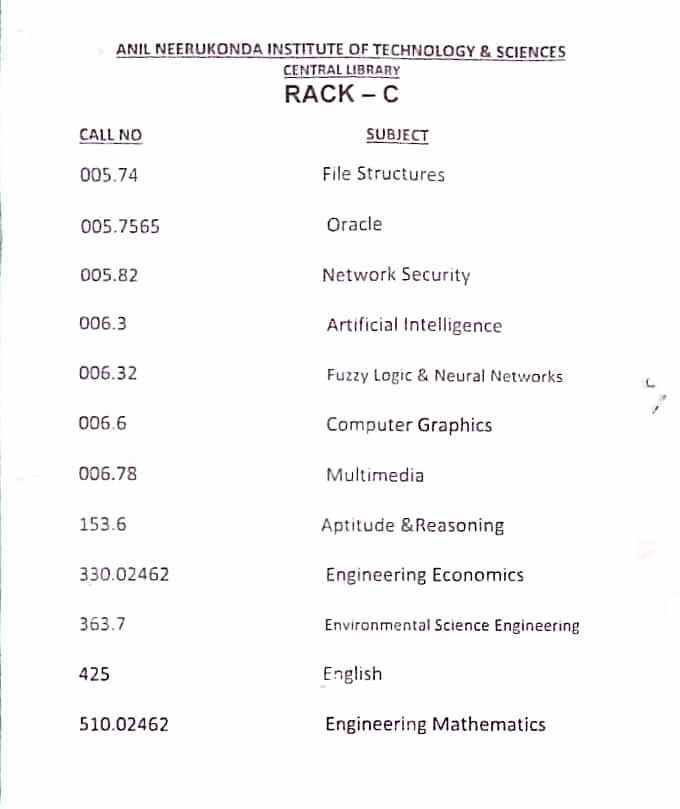 ANIL NEERUKONDA INSTITUTE OF TECHNOLOGY & SCIENCES
CENTRAL LIBRARY
RACK – C
CALL NO SUBJECT
005.74 File Structures
005.7565 Oracle
005.82 Network Security
006.3 Artificial Intelligence
006.32 Fuzzy Logic & Neural Networks
006.6 Computer Graphics
006.78 Multimedia
153.6 Aptitude &Reasoning
330.02462 Engineering Economics
363.7 Environmental Science Engineering
425 English
510.02462 Engineering Mathematics